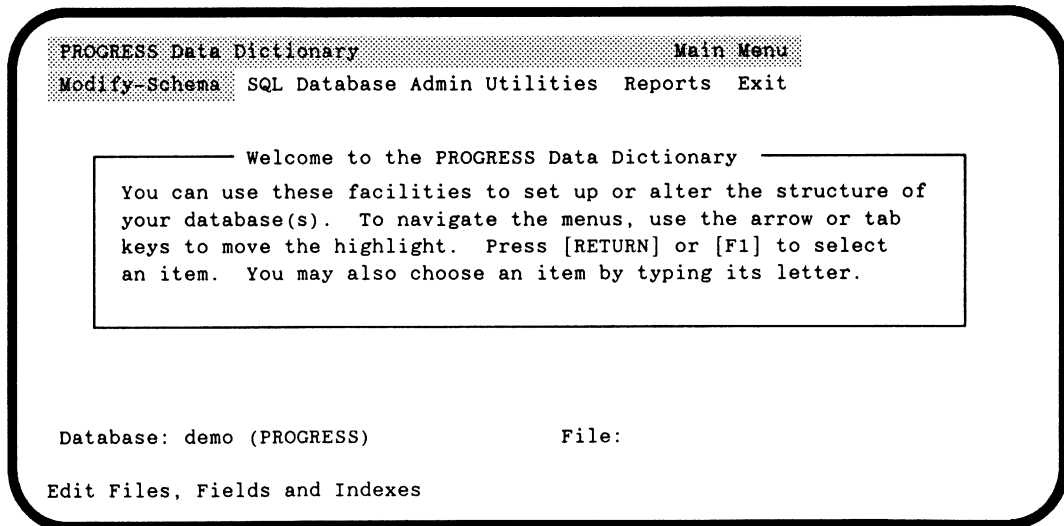 PROGRESS Data Dictionary Main Menu
Modify-Schema SQL Database Admin Utilities Reports Exit
Welcome to the PROGRESS Data Dictionary
You can use these facilities to set up or alter the structure of
your database(s). To navigate the menus, use the arrow or tab
keys to move the highlight. Press [RETURN] or [F1] to select
an item. You may also choose an item by typing its letter.
Database: demo (PROGRESS) File:
Edit Files, Fields and Indexes